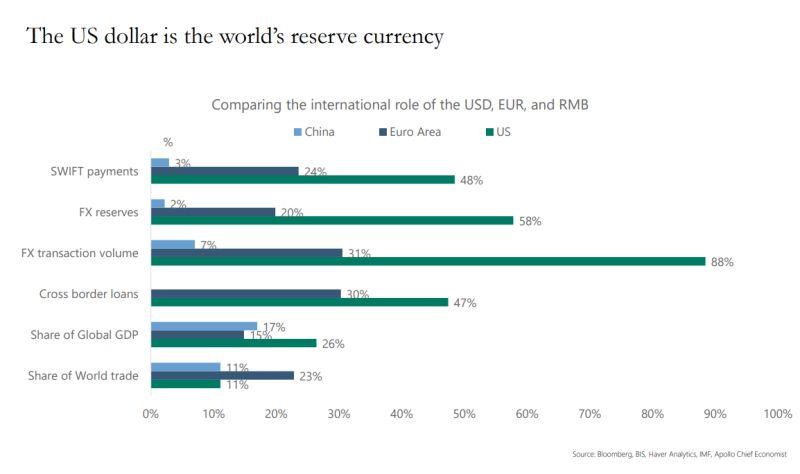 The US dollar is the world’s reserve currency
Comparing the international role of the USD, EUR, and RMB
China Euro Area US
%
SWIFT payments 3% 24% 48%
FX reserves 2% 20% 58%
FX transaction volume 7% 31% 88%
Cross border loans 30% 47%
Share of Global GDP 17% 15% 26%
Share of World trade 11% 23% 11%
0% 10% 20% 30% 40% 50% 60% 70% 80% 90% 100%
Source: Bloomberg, BIS, Haver Analytics, IMF, Apollo Chief Economist